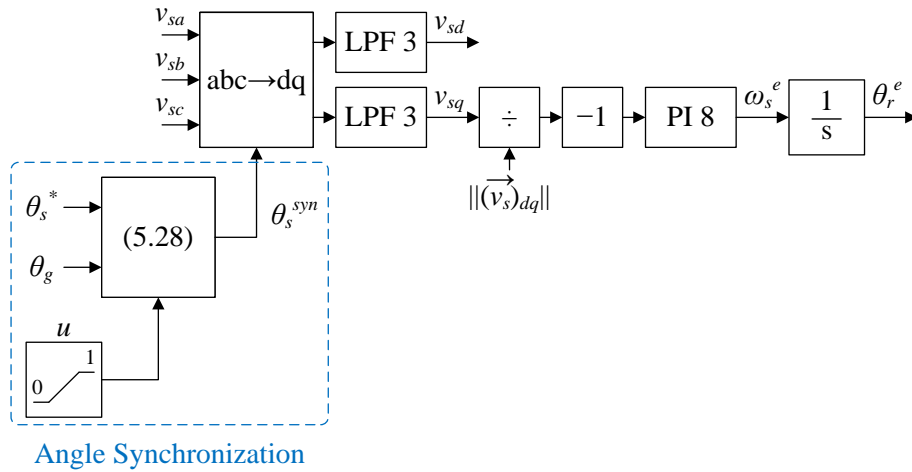 v_sa
v_sb
v_sc
abc→dq
LPF 3
v_sd
LPF 3
v_sq
÷
||(v_s)_dq||
−1
PI 8
ω_s^e
1
s
θ_r^e
θ_s^*
θ_g
(5.28)
θ_s^syn
u
0
1
Angle Synchronization